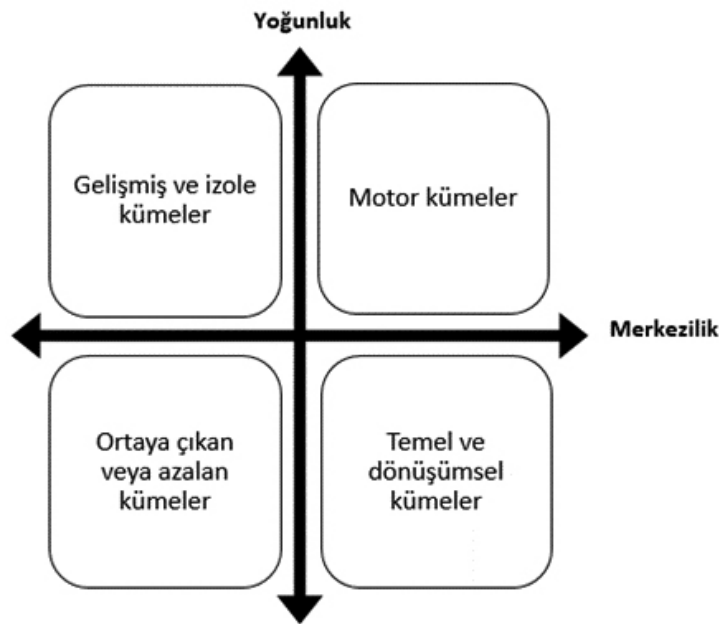 Yoğunluk
Gelişmiş ve izole
kümeler
Motor kümeler
Merkezilik
Ortaya çıkan
veya azalan
kümeler
Temel ve
dönüşümsel
kümeler